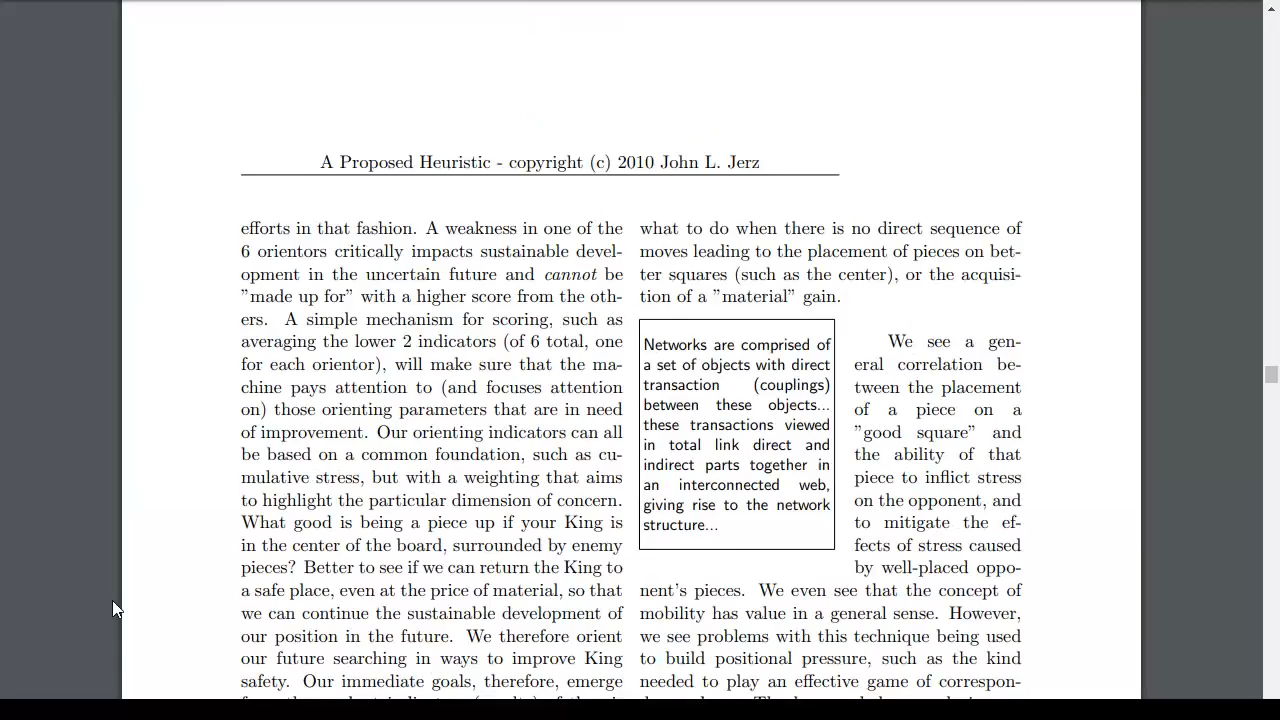 A Proposed Heuristic - copyright (c) 2010 John L. Jerz
efforts in that fashion. A weakness in one of the
6 orientors critically impacts sustainable devel-
opment in the uncertain future and cannot be
"made up for" with a higher score from the oth-
ers. A simple mechanism for scoring, such as
averaging the lower 2 indicators (of 6 total, one
for each orientor), will make sure that the ma-
chine pays attention to (and focuses attention
on) those orienting parameters that are in need
of improvement. Our orienting indicators can all
be based on a common foundation, such as cu-
mulative stress, but with a weighting that aims
to highlight the particular dimension of concern.
What good is being a piece up if your King is
in the center of the board, surrounded by enemy
pieces? Better to see if we can return the King to
a safe place, even at the price of material, so that
we can continue the sustainable development of
our position in the future. We therefore orient
our future searching in ways to improve King
safety. Our immediate goals, therefore, emerge
what to do when there is no direct sequence of
moves leading to the placement of pieces on bet-
ter squares (such as the center), or the acquisi-
tion of a "material" gain.
Networks are comprised of
a set of objects with direct
transaction (couplings)
between these objects...
these transactions viewed
in total link direct and
indirect parts together in
an interconnected web,
giving rise to the network
structure...
We see a gen-
eral correlation be-
tween the placement
of a piece on a
"good square" and
the ability of that
piece to inflict stress
on the opponent, and
to mitigate the ef-
fects of stress caused
by well-placed oppo-
nent's pieces. We even see that the concept of
mobility has value in a general sense. However,
we see problems with this technique being used
to build positional pressure, such as the kind
needed to play an effective game of correspon-